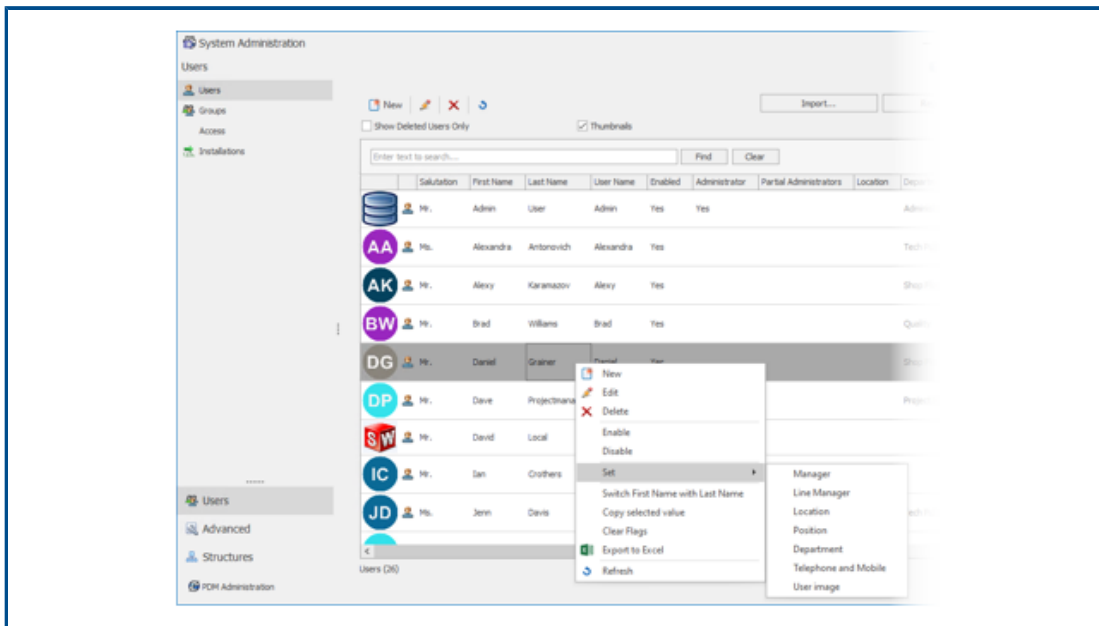 System Administration
Users
Users
Groups
Access
Installations
New
Import...
Show Deleted Users Only
Thumbnails
Enter text to search...
Find
Clear
Salutation First Name Last Name User Name Enabled Administrator Partial Administrators Location
Mr. Admin User Admin Yes Yes
AA Ms. Alexandra Antonovich Alexandra Yes
AK Mr. Alexy Karamazov Alexy Yes
BW Mr. Brad Williams Brad Yes
DG Mr. Daniel Grainer Daniel Yes
DP Mr. Dave Projectmana
SW Mr. David Local
IC Mr. Ian Crothers
JD Ms. Jenn Davis
Users (26)
New
Edit
Delete
Enable
Disable
Set
Switch First Name with Last Name
Copy selected value
Clear Flags
Export to Excel
Refresh
Manager
Line Manager
Location
Position
Department
Telephone and Mobile
User image
Users
Advanced
Structures
PDM Administration